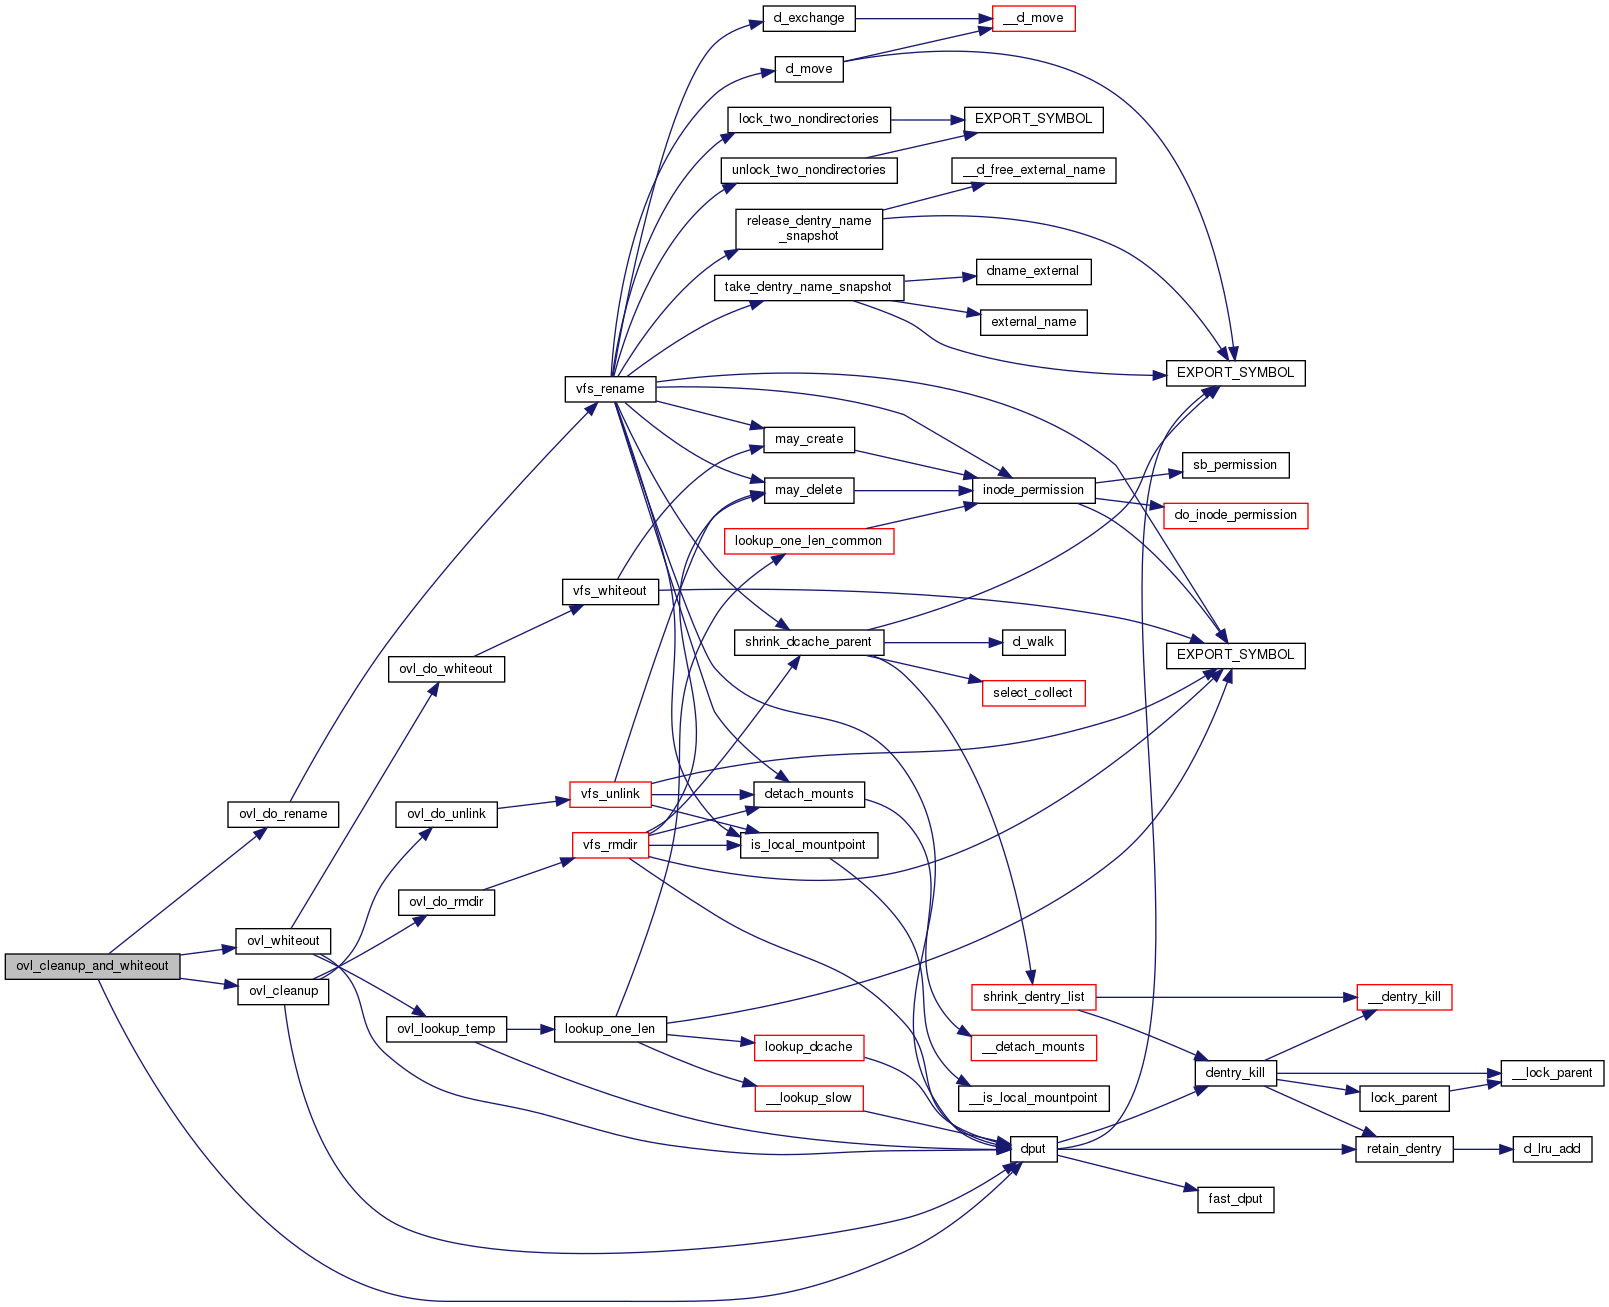 d_exchange
__d_move
d_move
lock_two_nondirectories
EXPORT_SYMBOL
unlock_two_nondirectories
__d_free_external_name
release_dentry_name
_snapshot
dname_external
take_dentry_name_snapshot
external_name
EXPORT_SYMBOL
vfs_rename
may_create
sb_permission
may_delete
inode_permission
do_inode_permission
lookup_one_len_common
vfs_whiteout
shrink_dcache_parent
d_walk
EXPORT_SYMBOL
ovl_do_whiteout
select_collect
vfs_unlink
detach_mounts
ovl_do_rename
ovl_do_unlink
vfs_rmdir
is_local_mountpoint
ovl_do_rmdir
ovl_whiteout
ovl_cleanup_and_whiteout
ovl_cleanup
shrink_dentry_list
__dentry_kill
ovl_lookup_temp
lookup_one_len
lookup_dcache
__detach_mounts
dentry_kill
__lock_parent
__lookup_slow
__is_local_mountpoint
lock_parent
dput
retain_dentry
d_lru_add
fast_dput